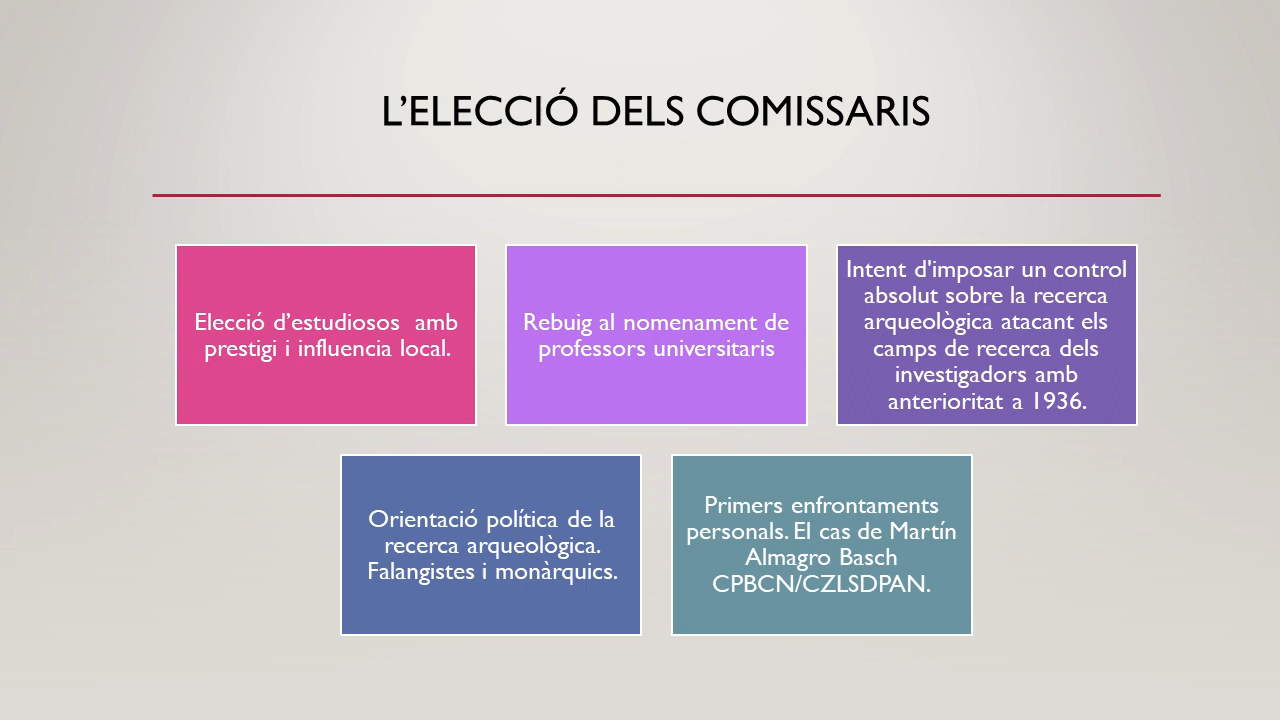 L’ELECCIÓ DELS COMISSARIS
Elecció d’estudiosos amb
prestigi i influencia local.
Rebuig al nomenament de
professors universitaris
Intent d'imposar un control
absolut sobre la recerca
arqueològica atacant els
camps de recerca dels
investigadors amb
anterioritat a 1936.
Orientació política de la
recerca arqueològica.
Falangistes i monàrquics.
Primers enfrontaments
personals. El cas de Martín
Almagro Basch
CPBCN/CZLSDPAN.